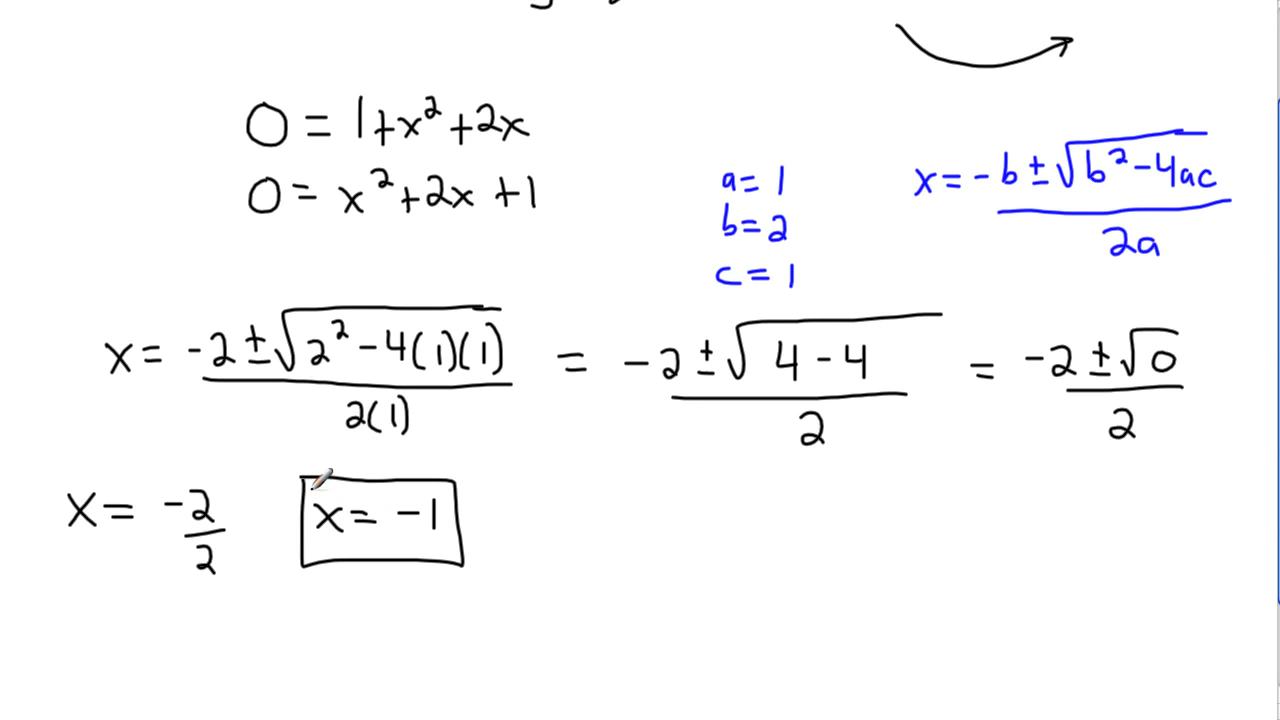 0 = 1+x²+2x
0 = x²+2x+1
a=1
b=2
c=1
x = -b ± √(b²-4ac) / 2a
x = -2 ± √(2²-4(1)(1)) / 2(1) = -2 ± √(4-4) / 2 = -2 ± √0 / 2
x = -2/2
x = -1